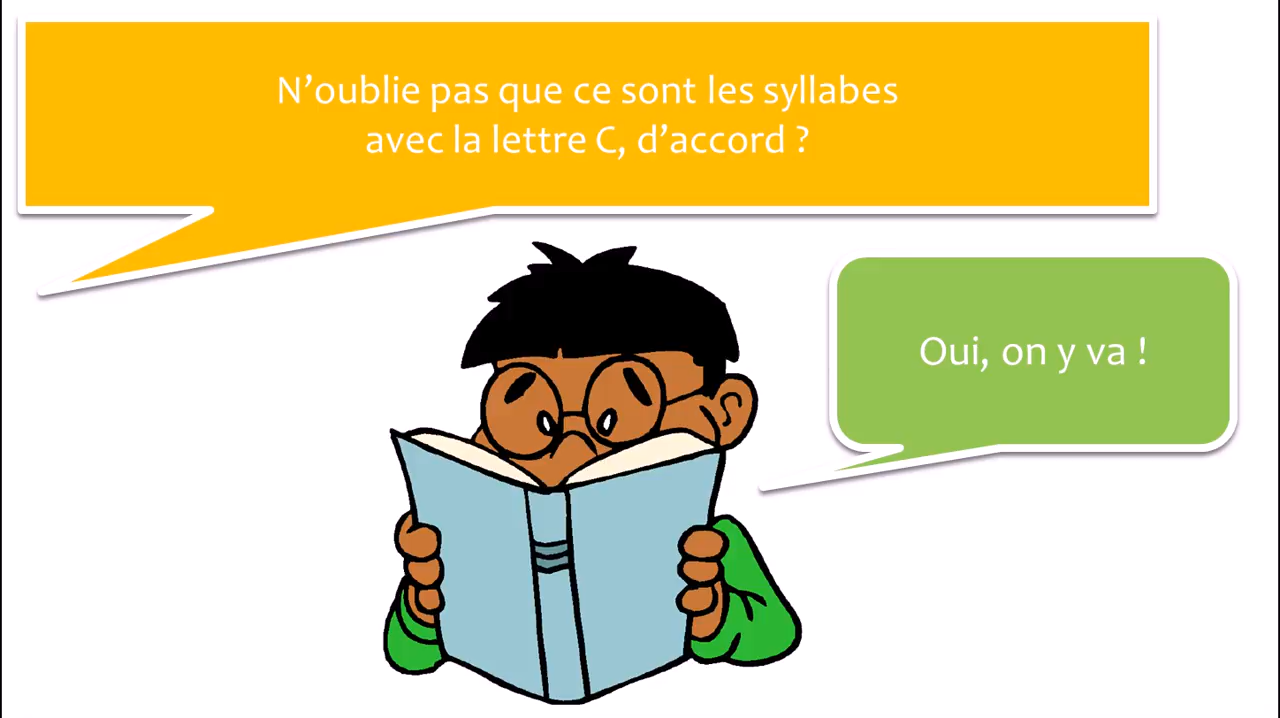 N’oublie pas que ce sont les syllabes
avec la lettre C, d’accord ?
Oui, on y va !